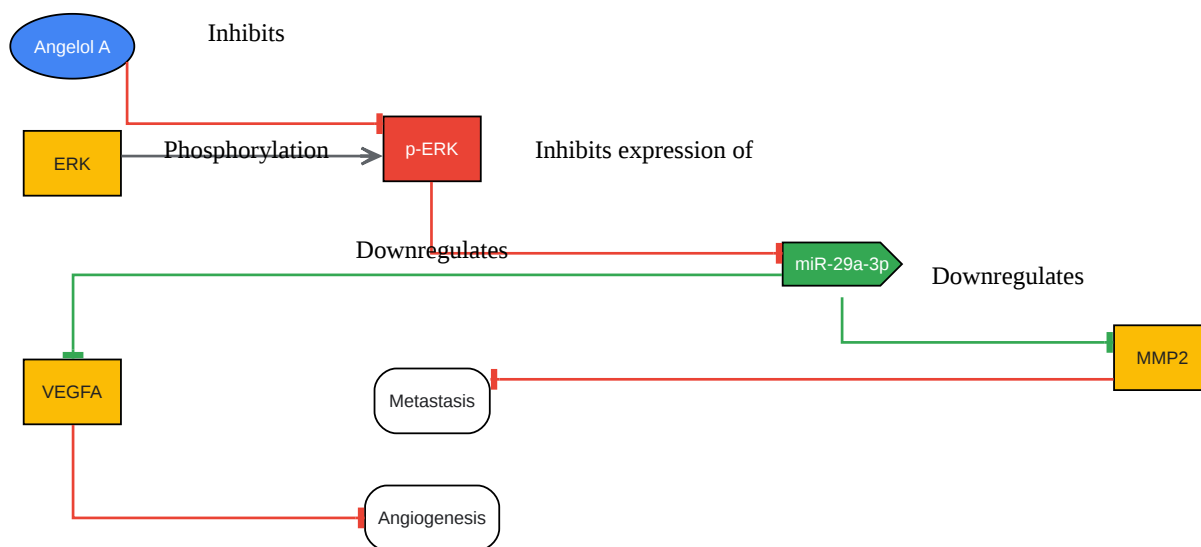 Inhibits
Angelol A
Phosphorylation
p-ERK
Inhibits expression of
ERK
Downregulates
miR-29a-3p
Downregulates
MMP2
VEGFA
Metastasis
Angiogenesis